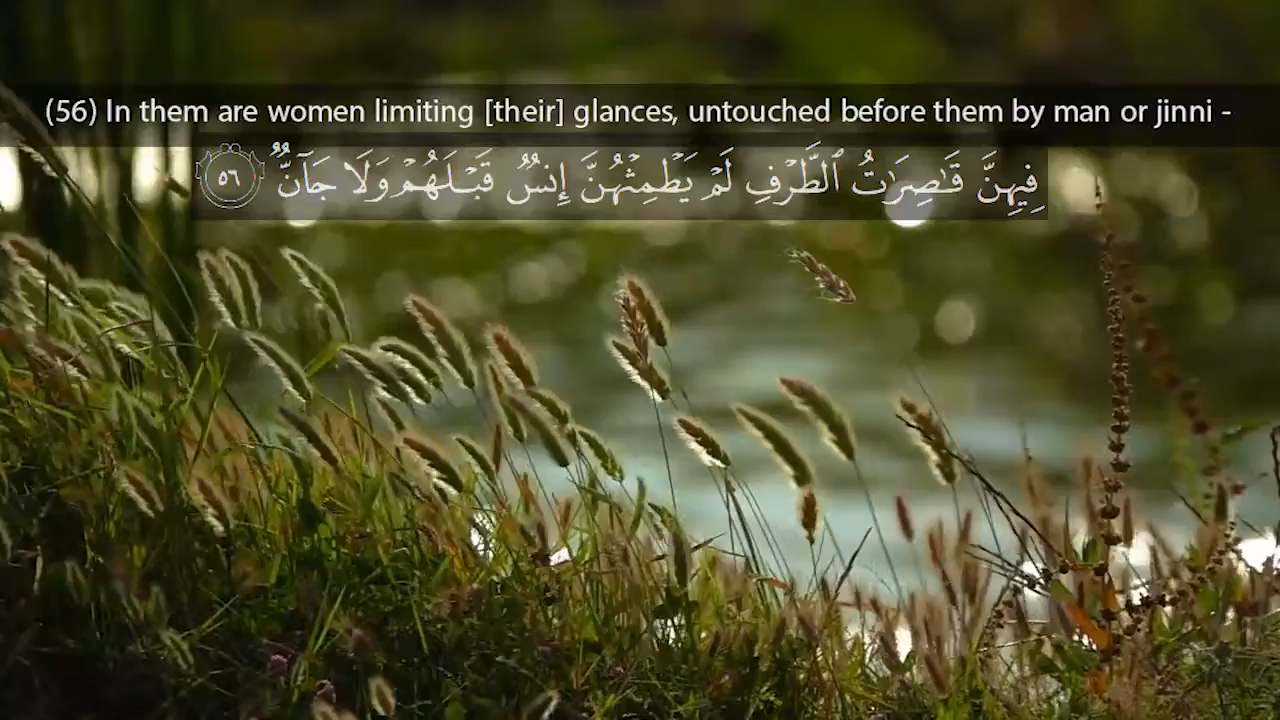 (56) In them are women limiting [their] glances, untouched before them by man or jinni -
فِيهِنَّ قَٰصِرَٰتُ ٱلطَّرْفِ لَمْ يَطْمِثْهُنَّ إِنسٌ قَبْلَهُمْ وَلَا جَآنٌّ ٥٦